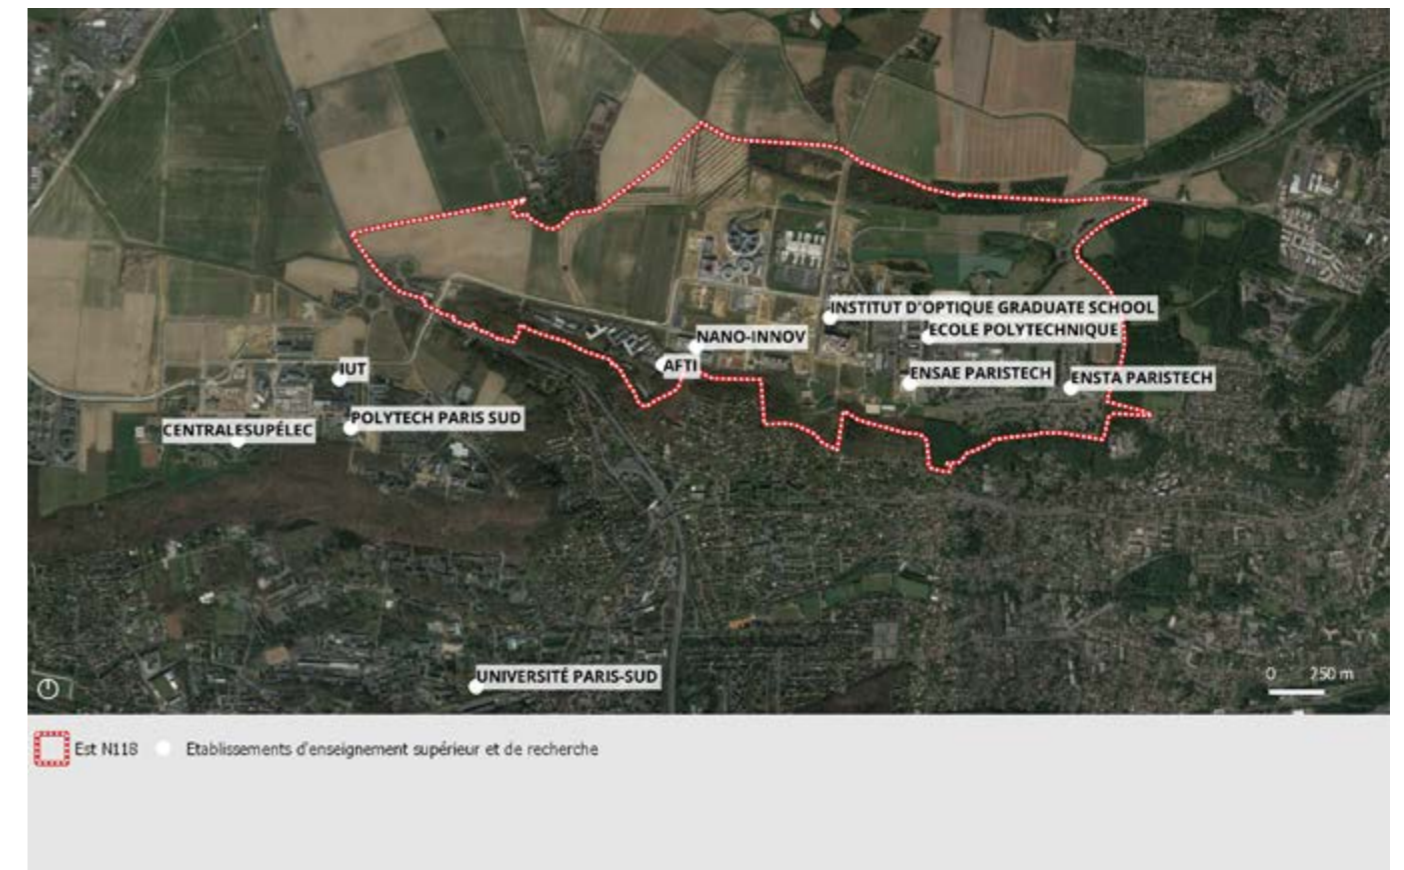 INSTITUT D'OPTIQUE GRADUATE SCHOOL
ECOLE POLYTECHNIQUE
NANO-INNOV
AFTI
ENSAE PARISTECH
ENSTA PARISTECH
IUT
POLYTECH PARIS SUD
CENTRALESUPÉLEC
UNIVERSITÉ PARIS-SUD
0 250 m
Est N118 Etablissements d'enseignement supérieur et de recherche